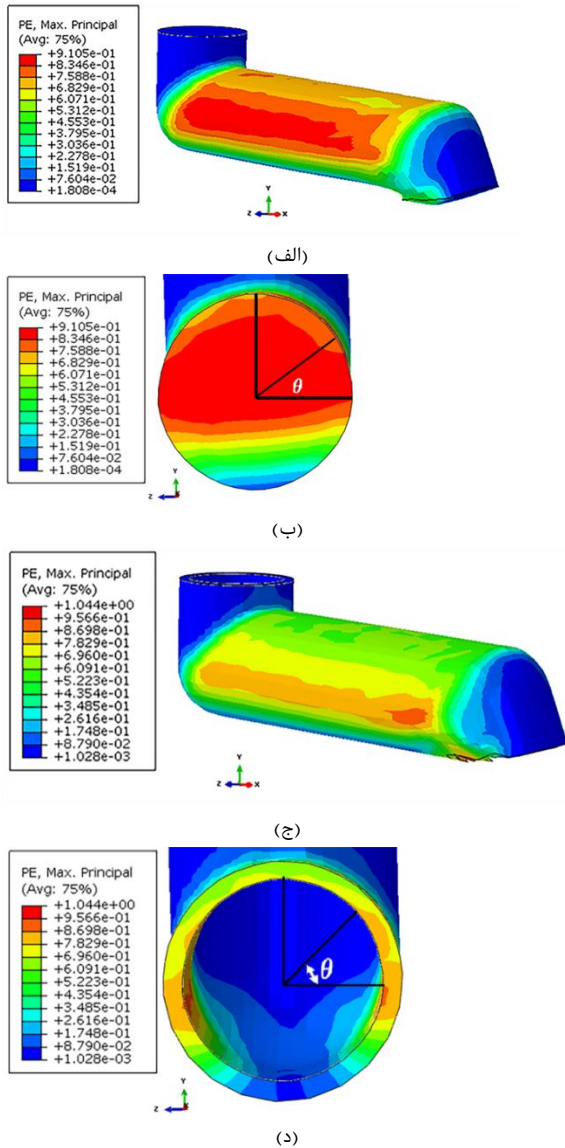 PE, Max. Principal
(Avg: 75%)
+9.105e-01
+8.346e-01
+7.588e-01
+6.829e-01
+6.071e-01
+5.312e-01
+4.553e-01
+3.795e-01
+3.036e-01
+2.278e-01
+1.519e-01
+7.604e-02
+1.808e-04
Y
Z X
(الف)
PE, Max. Principal
(Avg: 75%)
+9.105e-01
+8.346e-01
+7.588e-01
+6.829e-01
+6.071e-01
+5.312e-01
+4.553e-01
+3.795e-01
+3.036e-01
+2.278e-01
+1.519e-01
+7.604e-02
+1.808e-04
θ
Y
Z X
(ب)
PE, Max. Principal
(Avg: 75%)
+1.044e+00
+9.566e-01
+8.698e-01
+7.829e-01
+6.960e-01
+6.091e-01
+5.223e-01
+4.354e-01
+3.485e-01
+2.616e-01
+1.748e-01
+8.790e-02
+1.028e-03
Y
Z X
(ج)
PE, Max. Principal
(Avg: 75%)
+1.044e+00
+9.566e-01
+8.698e-01
+7.829e-01
+6.960e-01
+6.091e-01
+5.223e-01
+4.354e-01
+3.485e-01
+2.616e-01
+1.748e-01
+8.790e-02
+1.028e-03
θ
Y
Z X
(د)